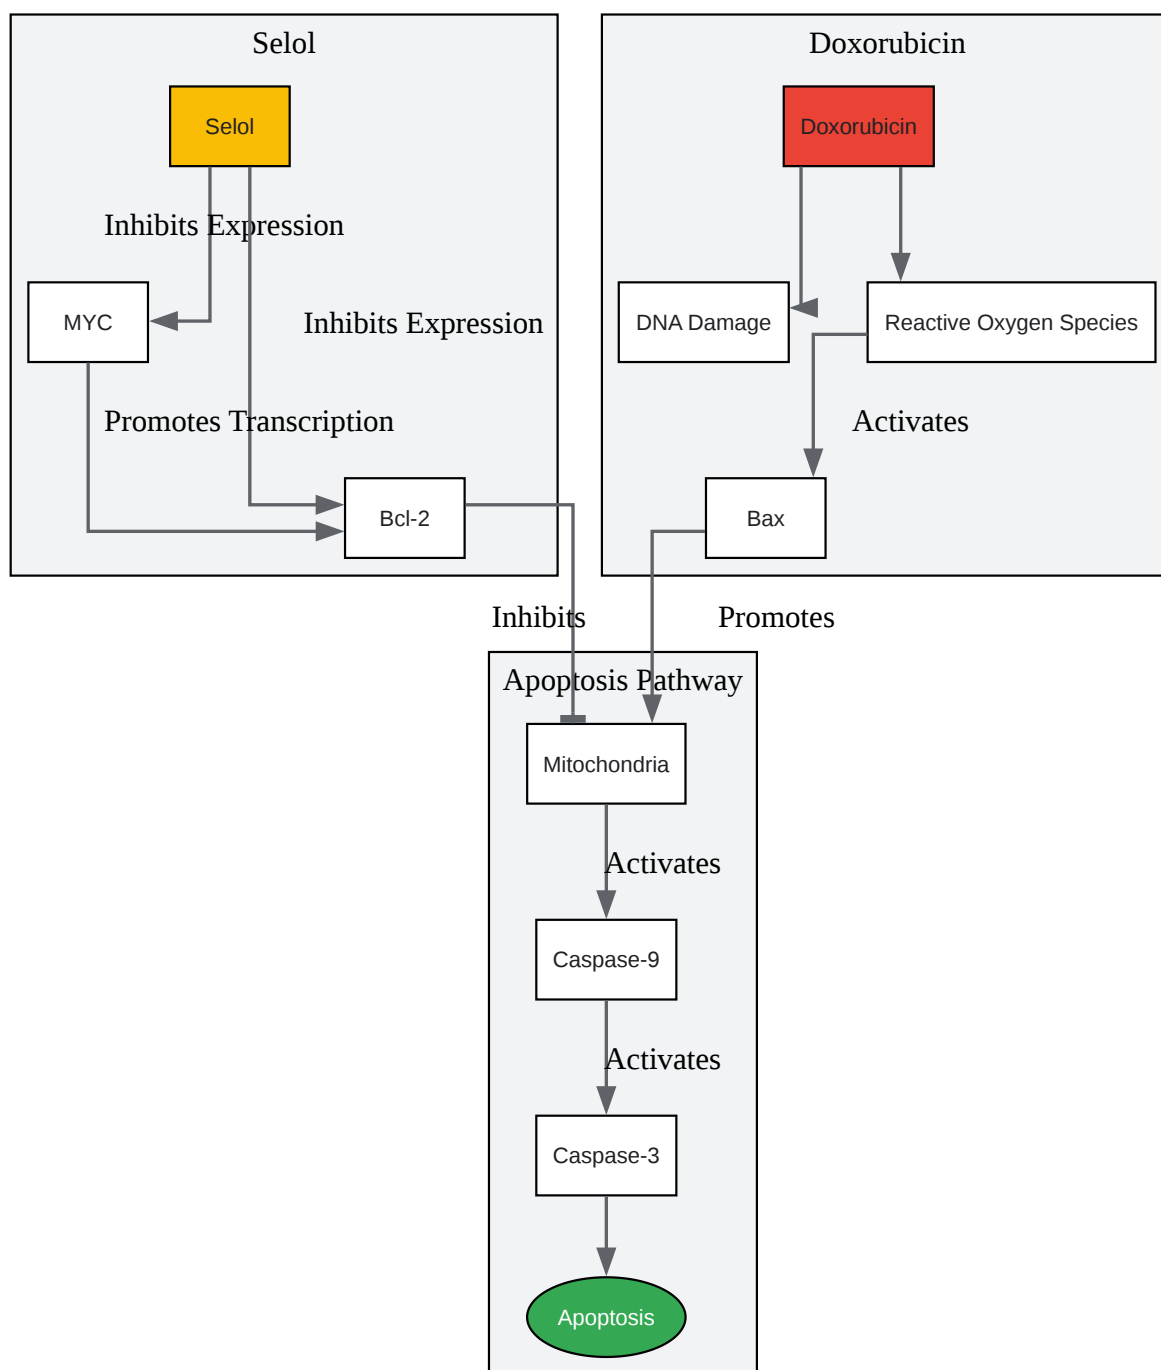 Selol
Doxorubicin
Selol
Doxorubicin
Inhibits Expression
MYC
Inhibits Expression
DNA Damage
Reactive Oxygen Species
Promotes Transcription
Activates
Bcl-2
Bax
Inhibits
Promotes
Apoptosis Pathway
Mitochondria
Activates
Caspase-9
Activates
Caspase-3
Apoptosis